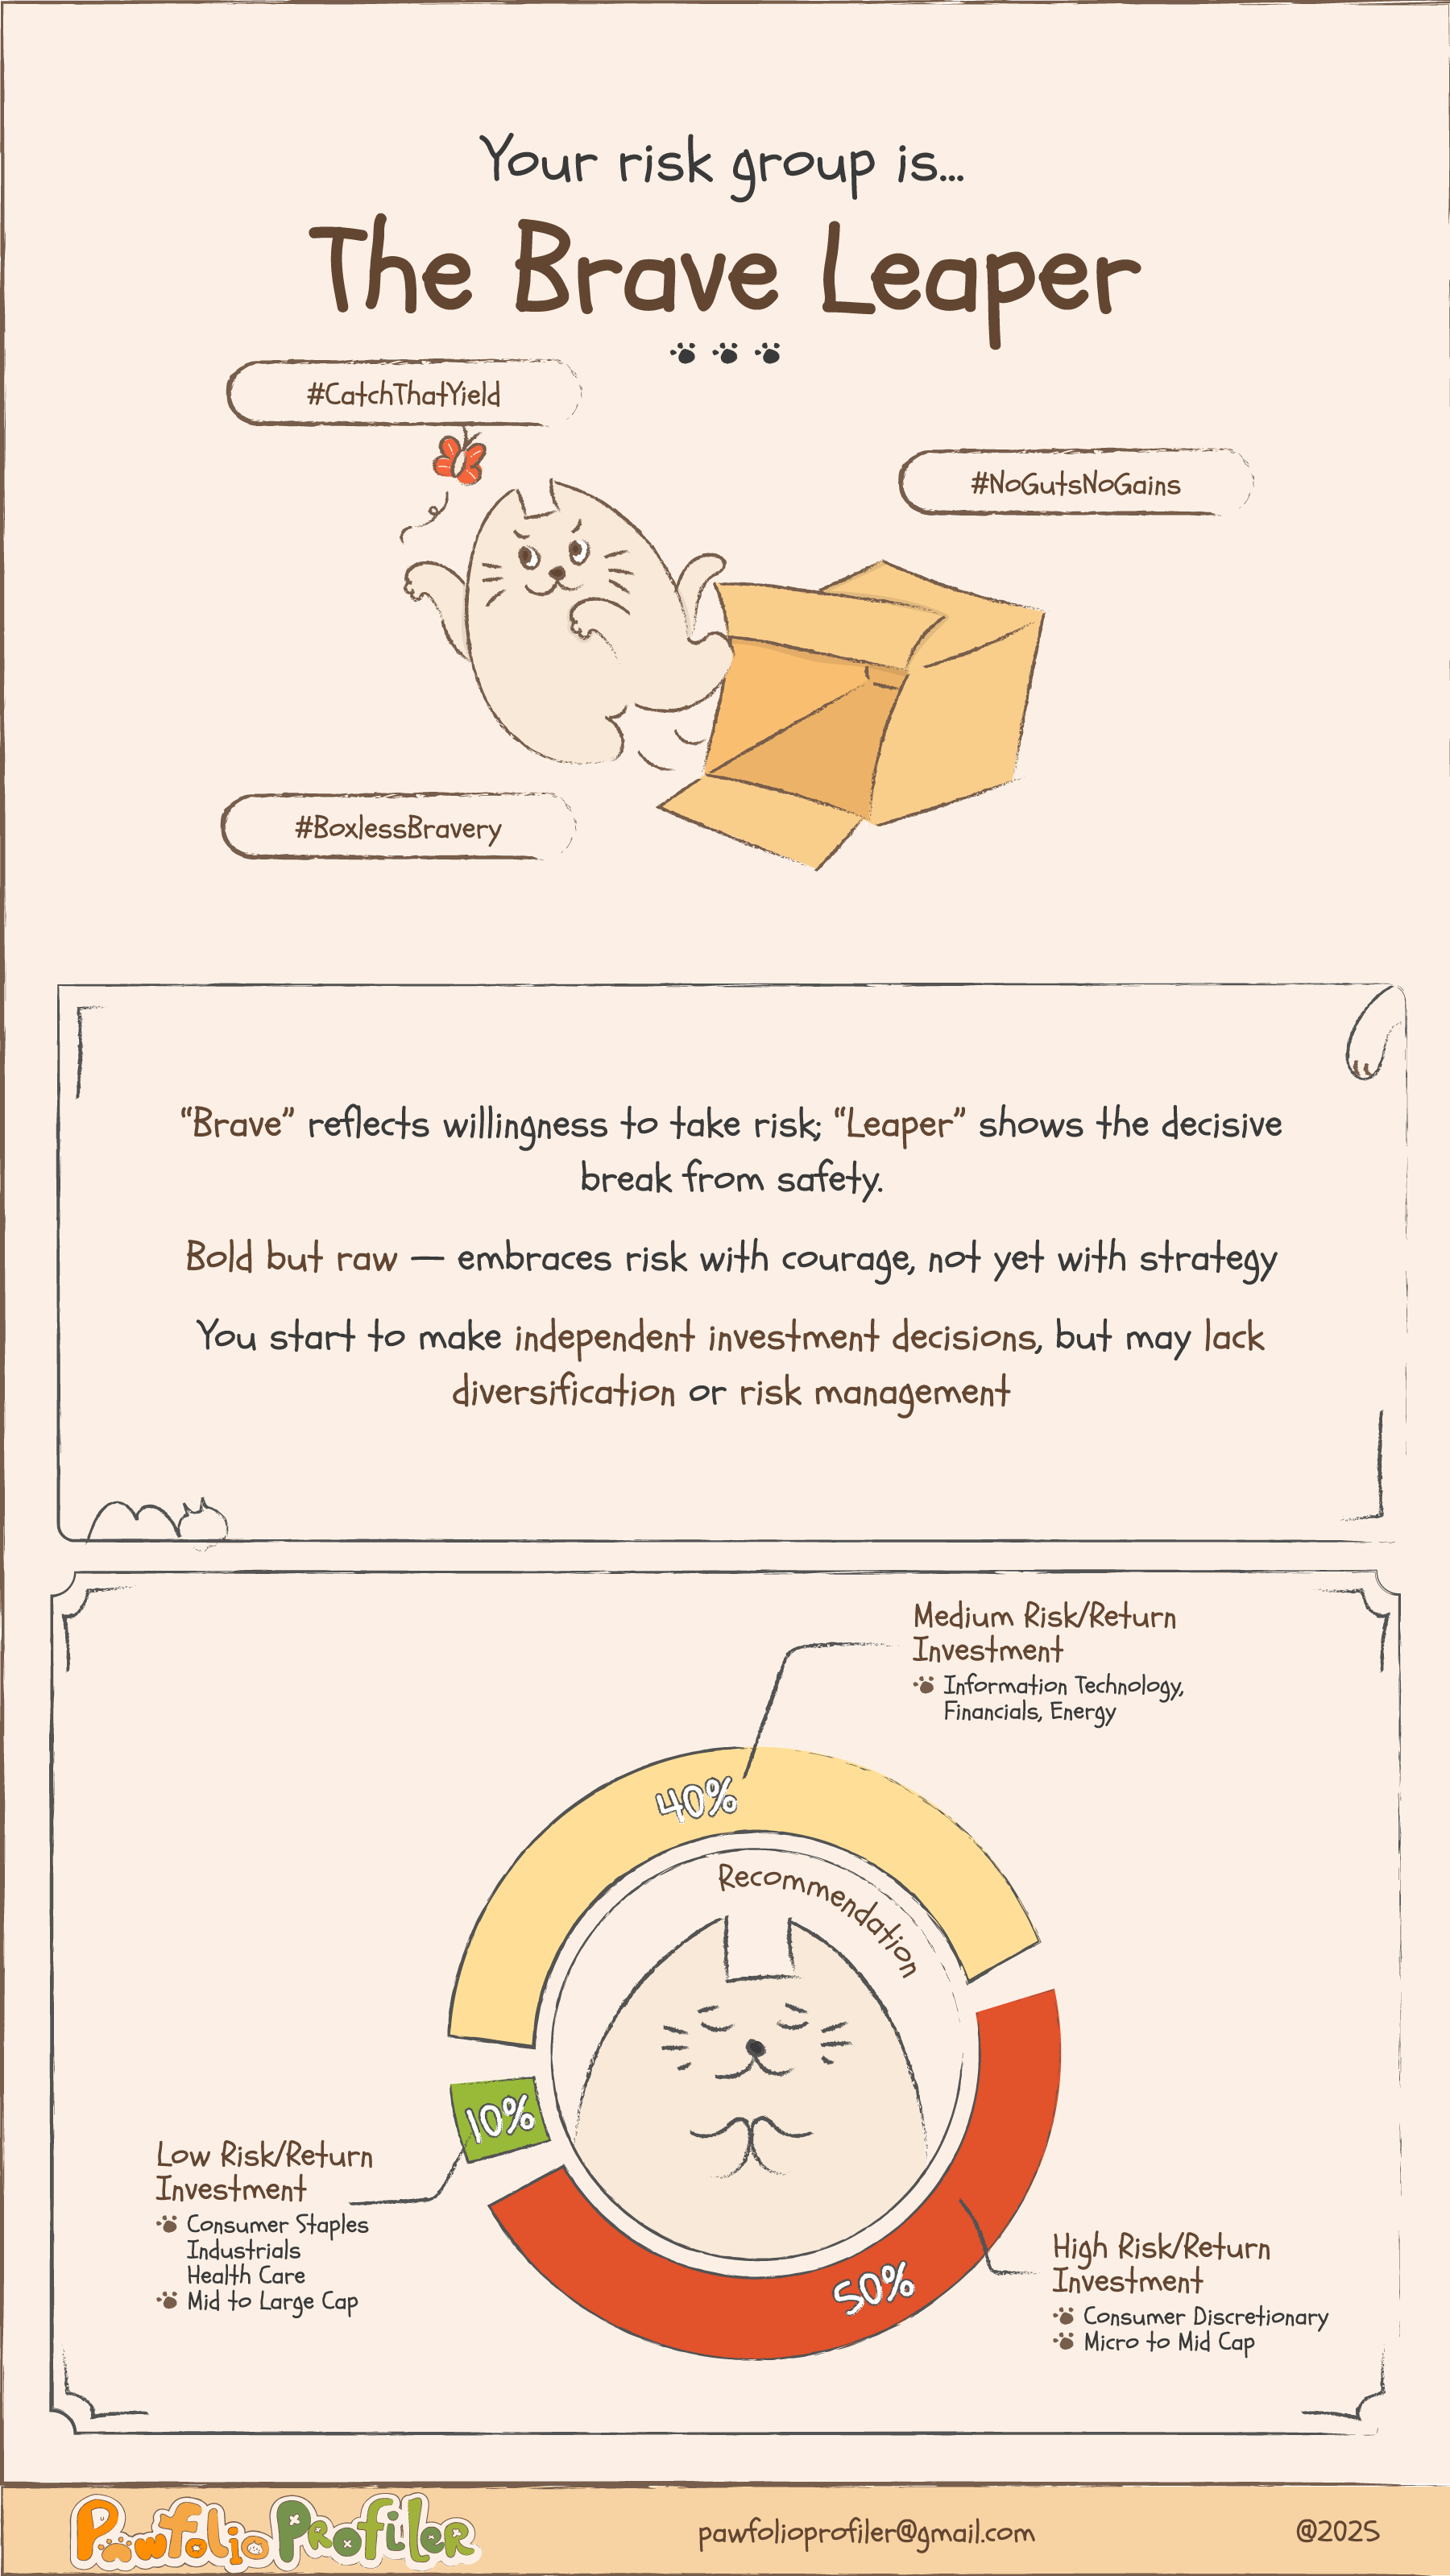 Your risk group is...
The Brave Leaper
#CatchThatYield
#NoGutsNoGains
#BoxlessBravery
“Brave” reflects willingness to take risk; “Leaper” shows the decisive
break from safety.
Bold but raw — embraces risk with courage, not yet with strategy
You start to make independent investment decisions, but may lack
diversification or risk management
Medium Risk/Return
Investment
Information Technology,
Financials, Energy
40%
Recommendation
10%
Low Risk/Return
Investment
Consumer Staples
Industrials
Health Care
Mid to Large Cap
50%
High Risk/Return
Investment
Consumer Discretionary
Micro to Mid Cap
Pawfolio Profiler
pawfolioprofiler@gmail.com
@2025